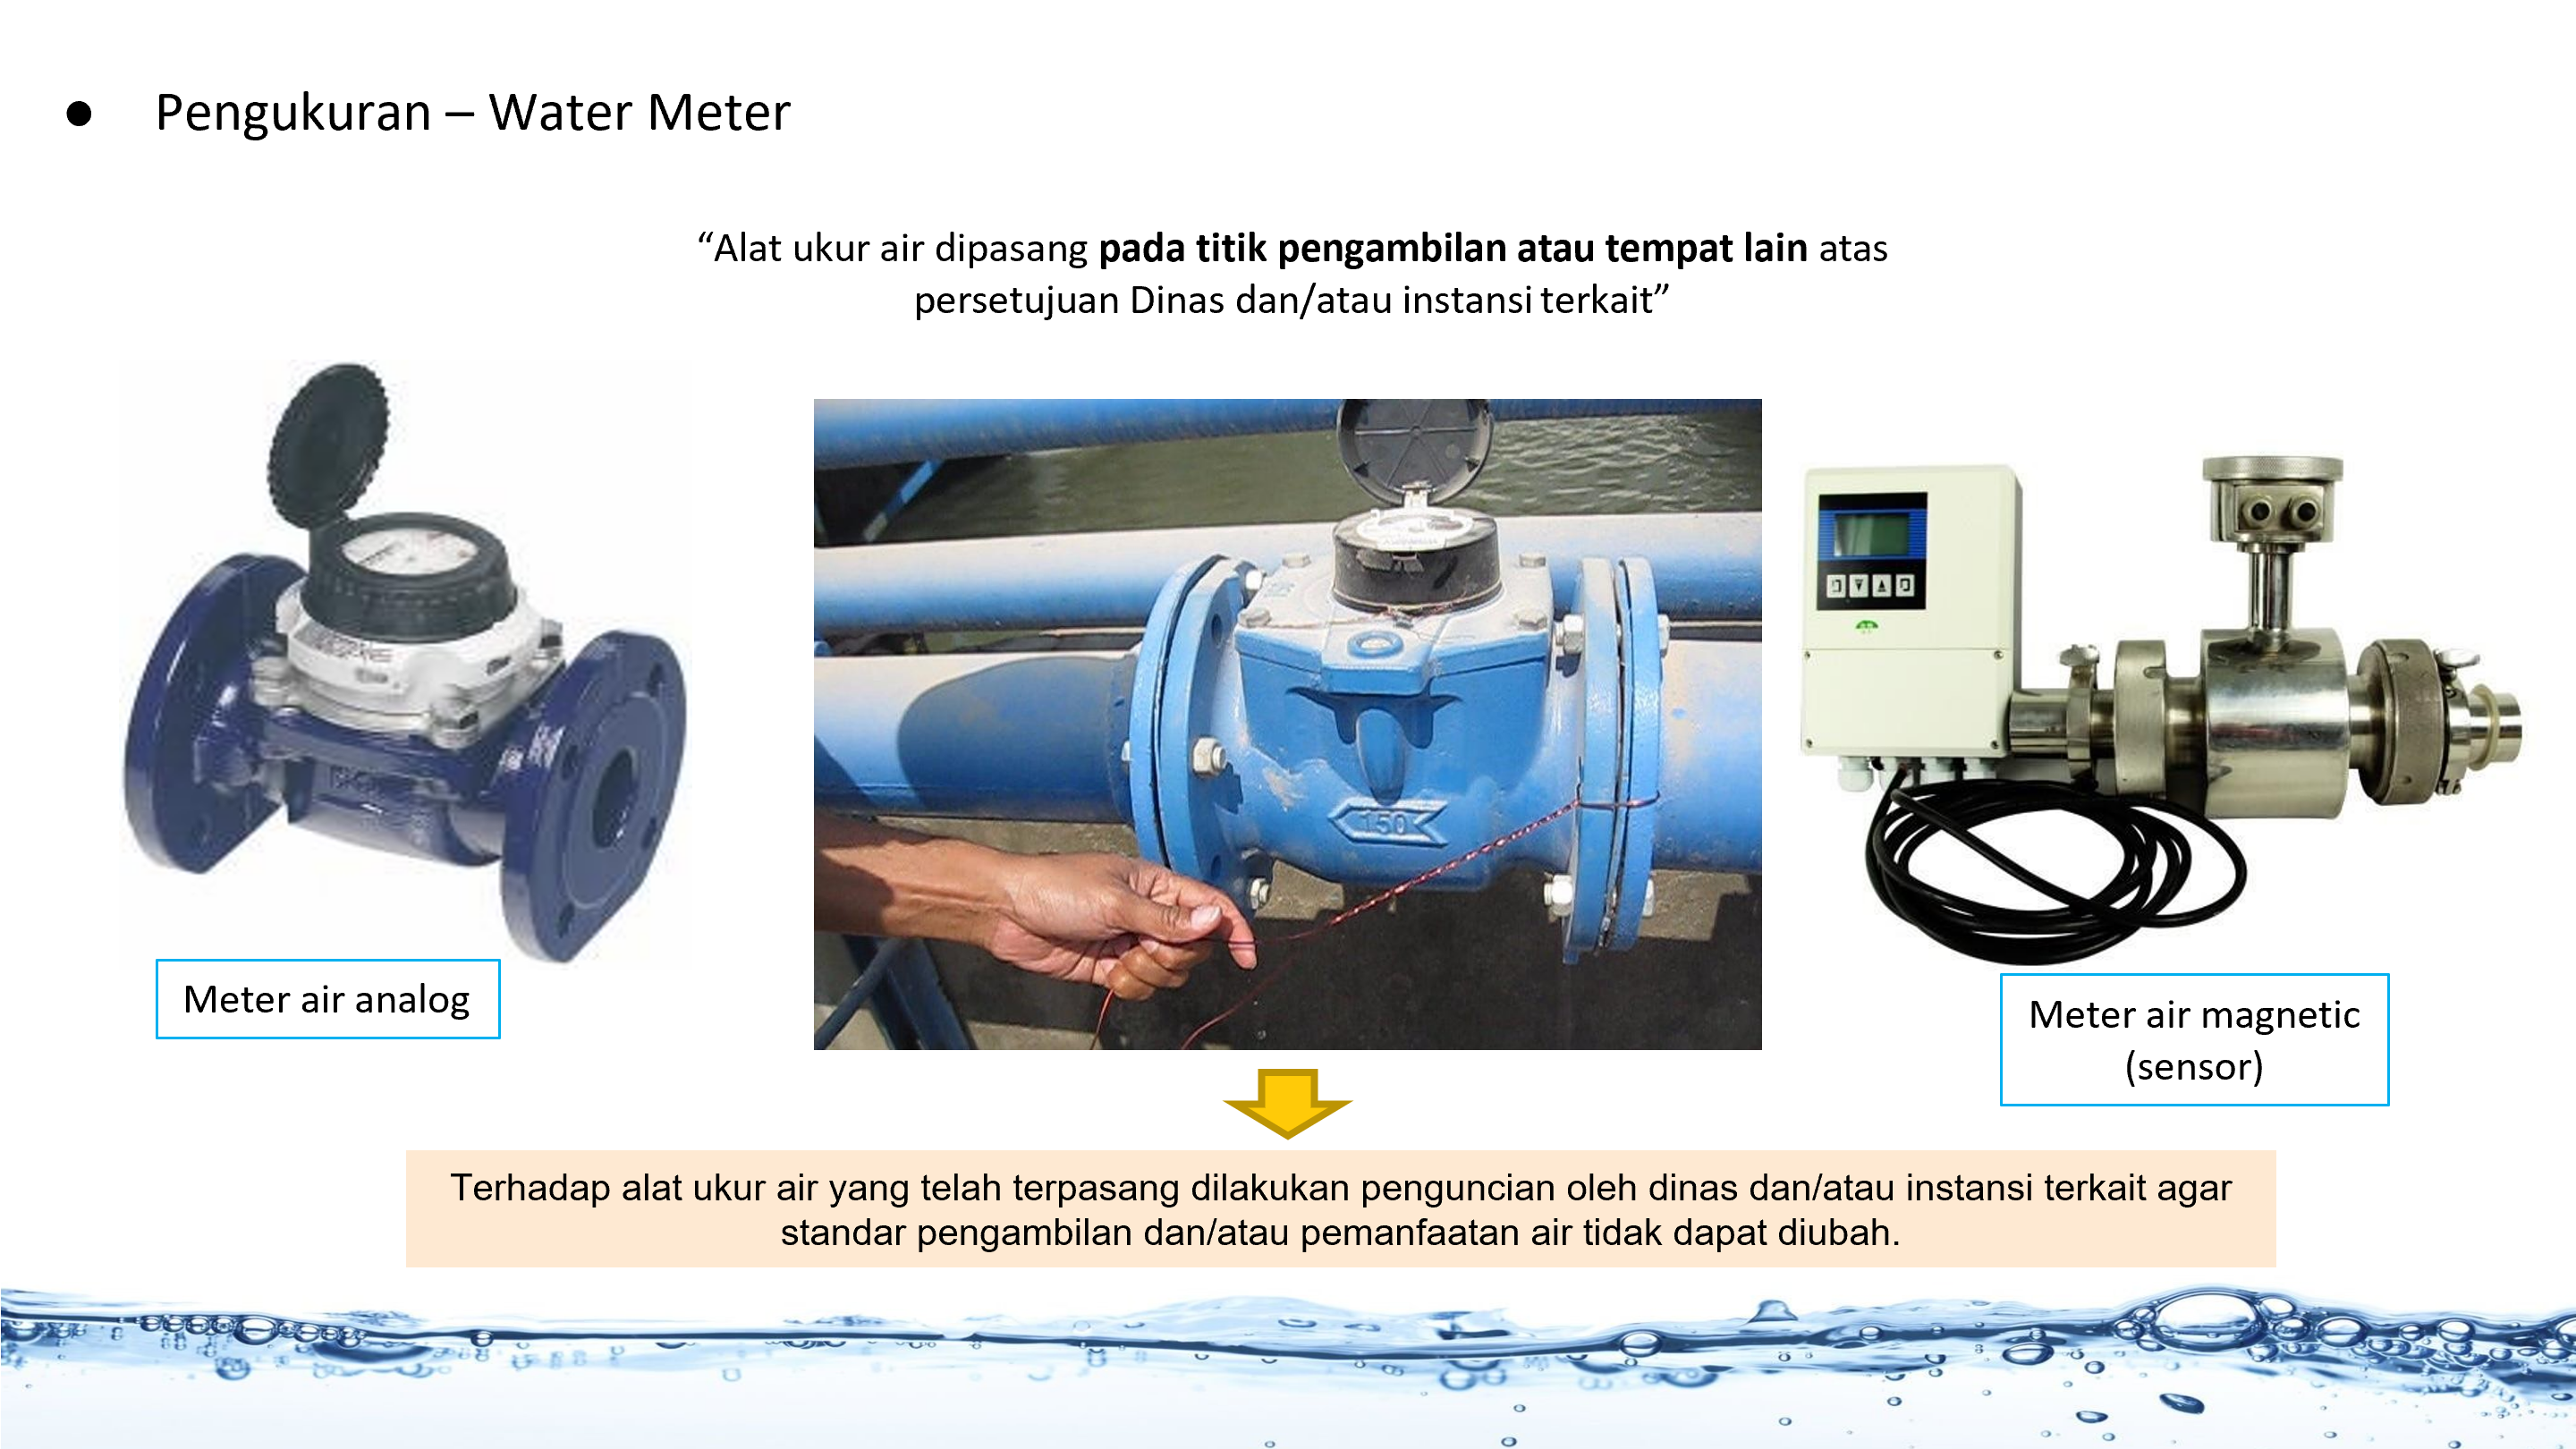 ● Pengukuran – Water Meter
“Alat ukur air dipasang pada titik pengambilan atau tempat lain atas
persetujuan Dinas dan/atau instansi terkait”
150
Meter air analog
Meter air magnetic
(sensor)
Terhadap alat ukur air yang telah terpasang dilakukan penguncian oleh dinas dan/atau instansi terkait agar
standar pengambilan dan/atau pemanfaatan air tidak dapat diubah.